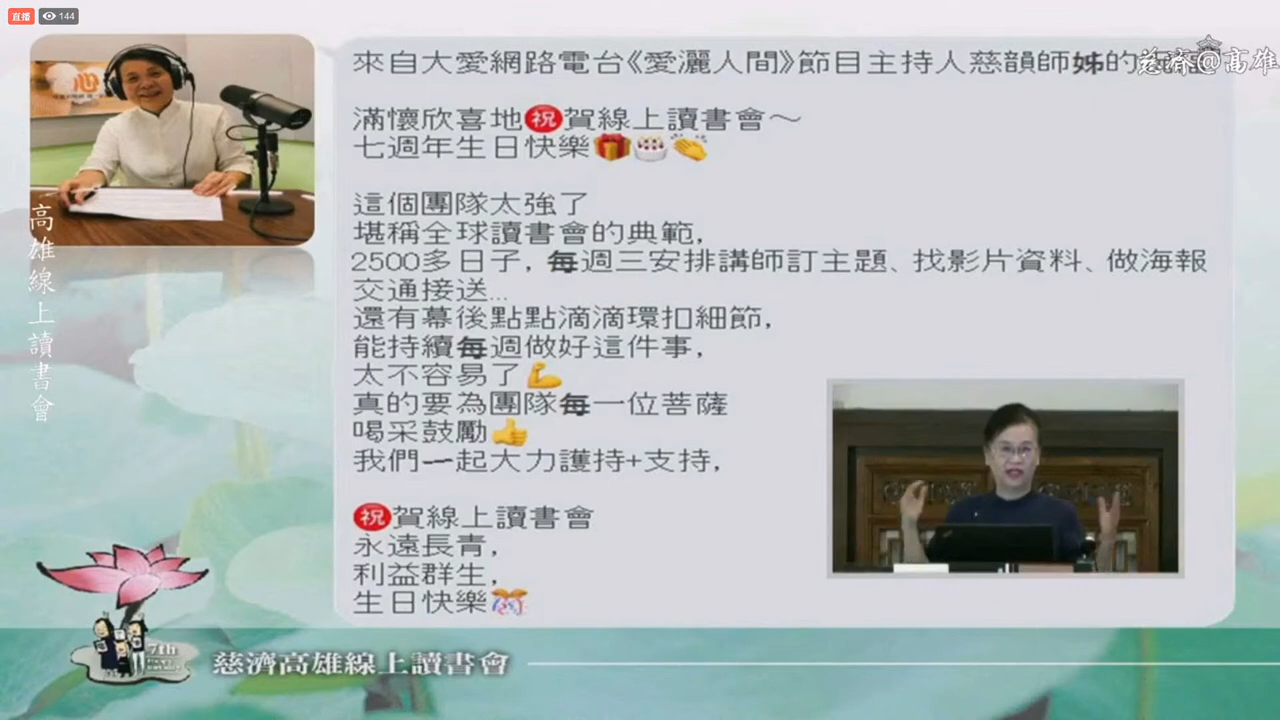 直播 144
慈濟@高雄
來自大愛網路電台《愛灑人間》節目主持人慈韻師姊的
滿懷欣喜地㊗️賀線上讀書會～
七週年生日快樂🎁🎂👏
這個團隊太強了
堪稱全球讀書會的典範,
2500多日子, 每週三安排講師訂主題、找影片資料、做海報
交通接送...
還有幕後點點滴滴環扣細節,
能持續每週做好這件事,
太不容易了💪
真的要為團隊每一位菩薩
喝采鼓勵👍
我們一起大力護持+支持,
㊗️賀線上讀書會
永遠長青,
利益群生,
生日快樂🎊
高雄線上讀書會
7th
慈濟高雄線上讀書會